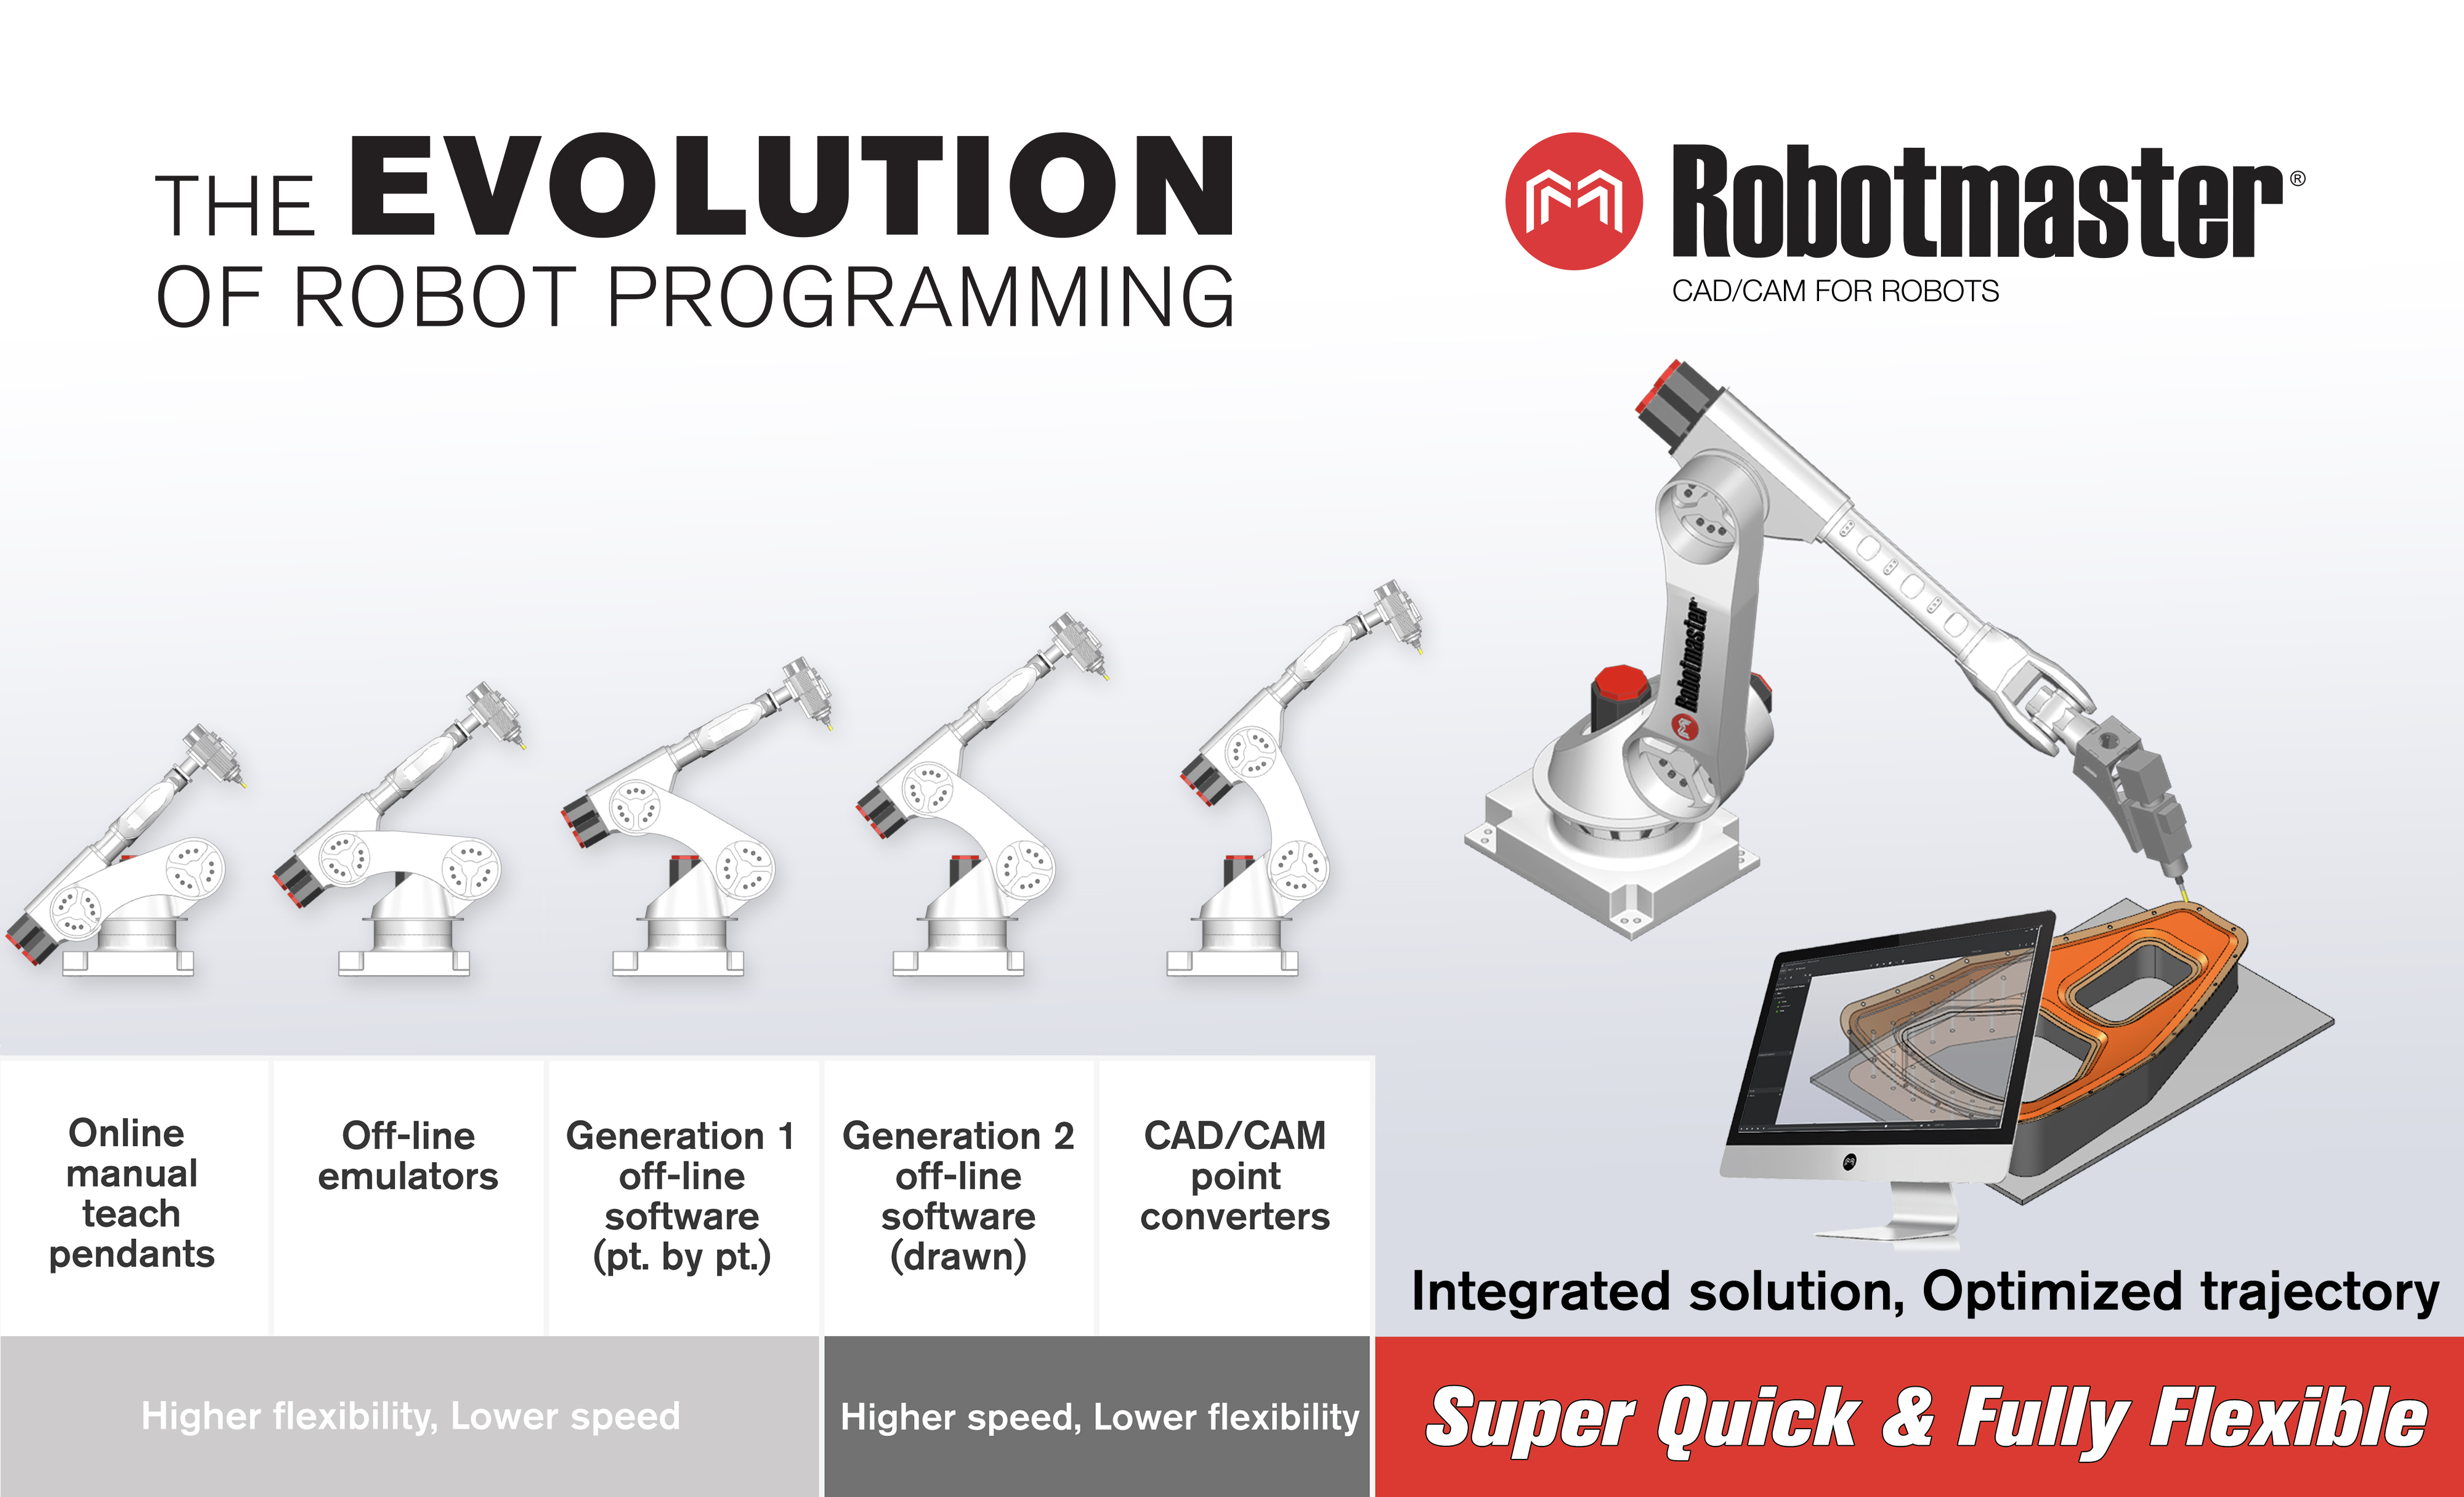 THE EVOLUTION
OF ROBOT PROGRAMMING
Robotmaster®
CAD/CAM FOR ROBOTS
Robotmaster
Online
manual
teach
pendants
Off-line
emulators
Generation 1
off-line
software
(pt. by pt.)
Generation 2
off-line
software
(drawn)
CAD/CAM
point
converters
Integrated solution, Optimized trajectory
Higher flexibility, Lower speed
Higher speed, Lower flexibility
Super Quick & Fully Flexible